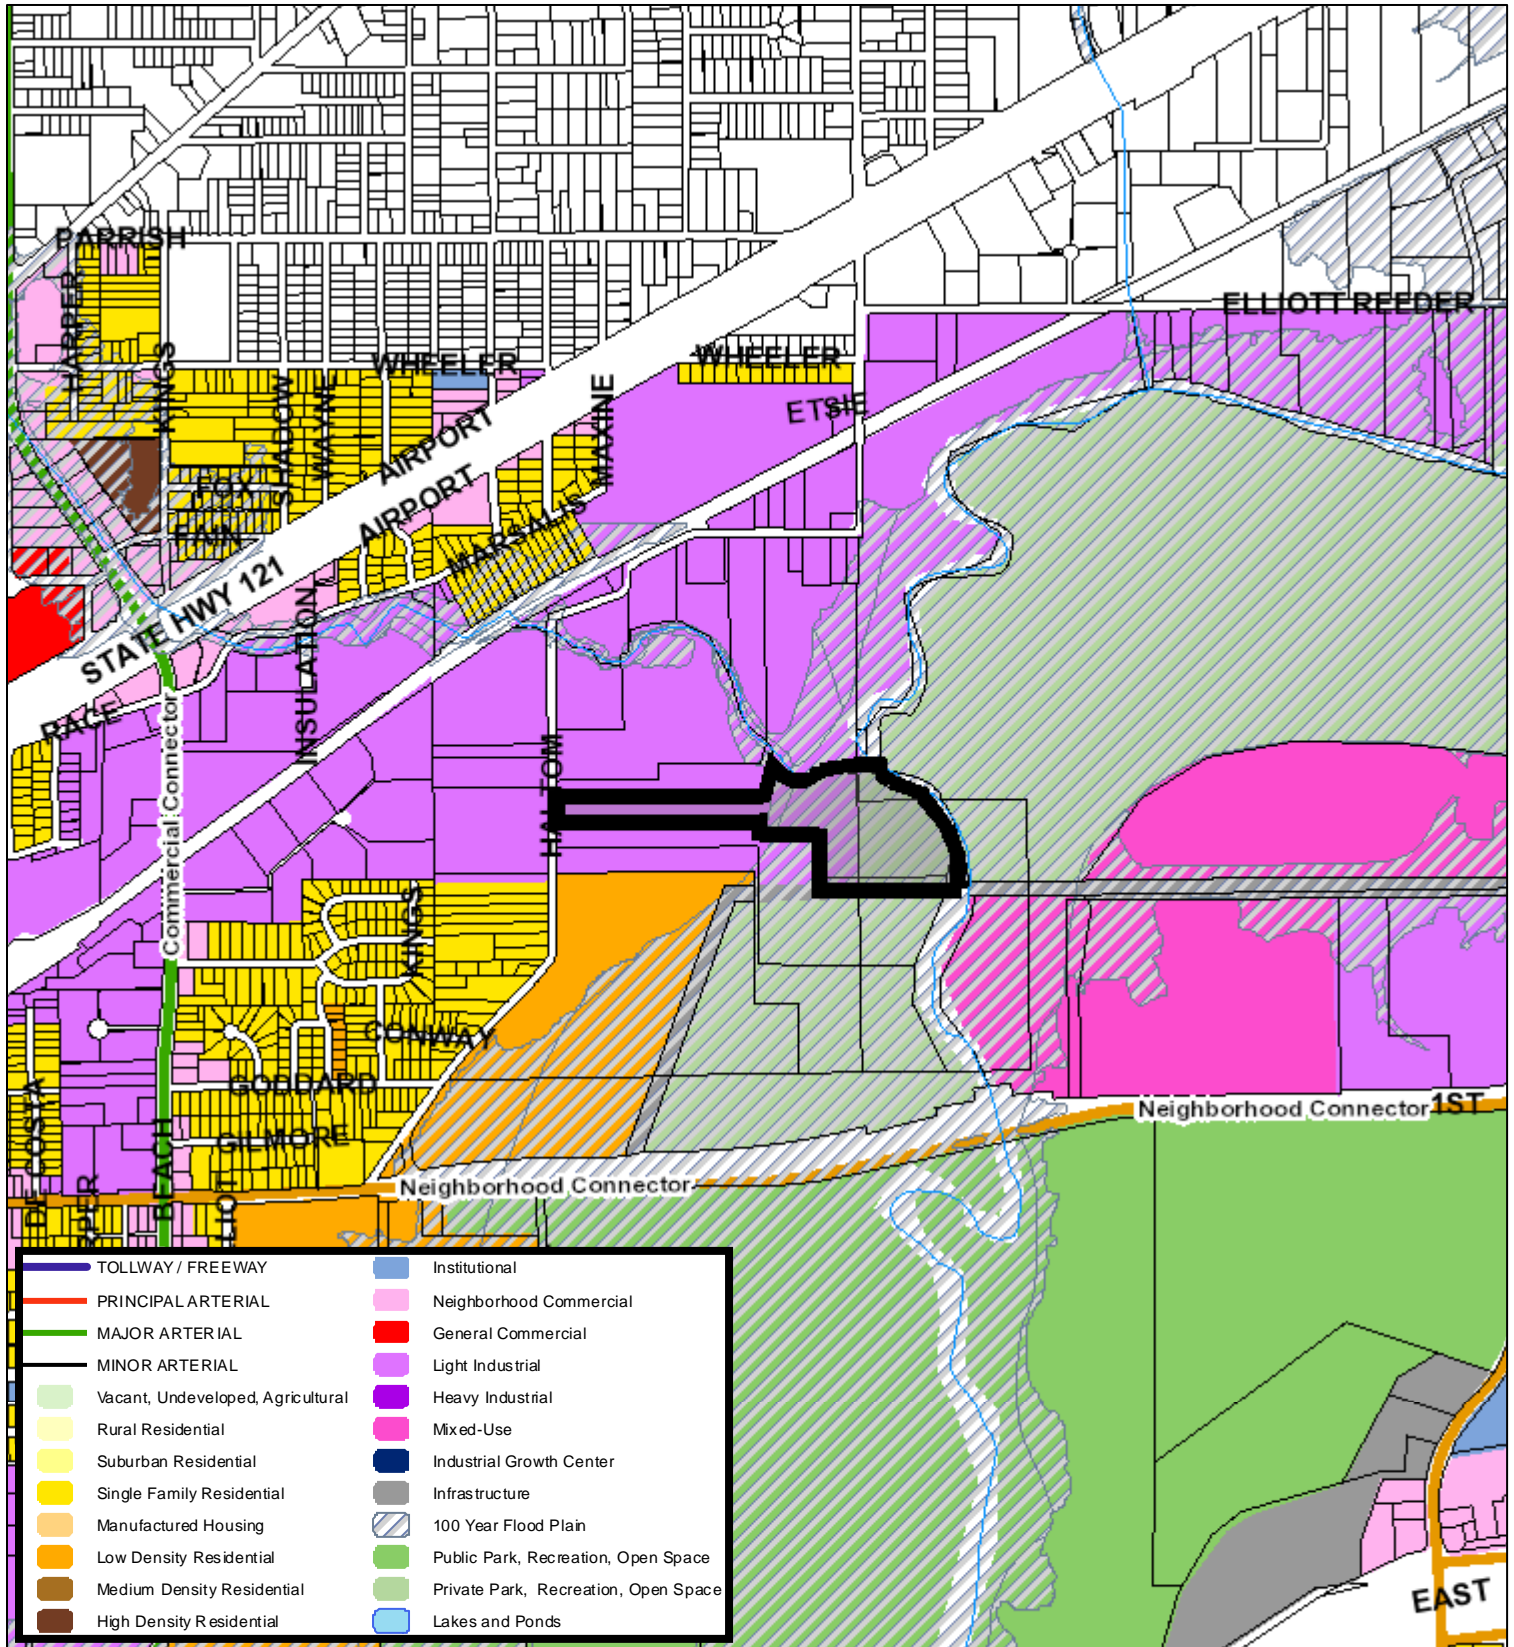 PARRISH
HARPER
ELLIOTT REEDER
KINGS
WHEELER
WHEELER
SHADOW
WAYNE
MAXINE
ETSIE
AIRPORT
AIRPORT
FOX
FAIN
MARSALIS
STATE HWY 121
INSULATION
RACE
Commercial Connector
HALTOM
KINGS
CONWAY
GODDARD
GILMORE
DE COSTA
BEACH
PER
LIOT
Neighborhood Connector
Neighborhood Connector
1ST
EAST
TOLLWAY / FREEWAY
PRINCIPAL ARTERIAL
MAJOR ARTERIAL
MINOR ARTERIAL
Vacant, Undeveloped, Agricultural
Rural Residential
Suburban Residential
Single Family Residential
Manufactured Housing
Low Density Residential
Medium Density Residential
High Density Residential
Institutional
Neighborhood Commercial
General Commercial
Light Industrial
Heavy Industrial
Mixed-Use
Industrial Growth Center
Infrastructure
100 Year Flood Plain
Public Park, Recreation, Open Space
Private Park, Recreation, Open Space
Lakes and Ponds